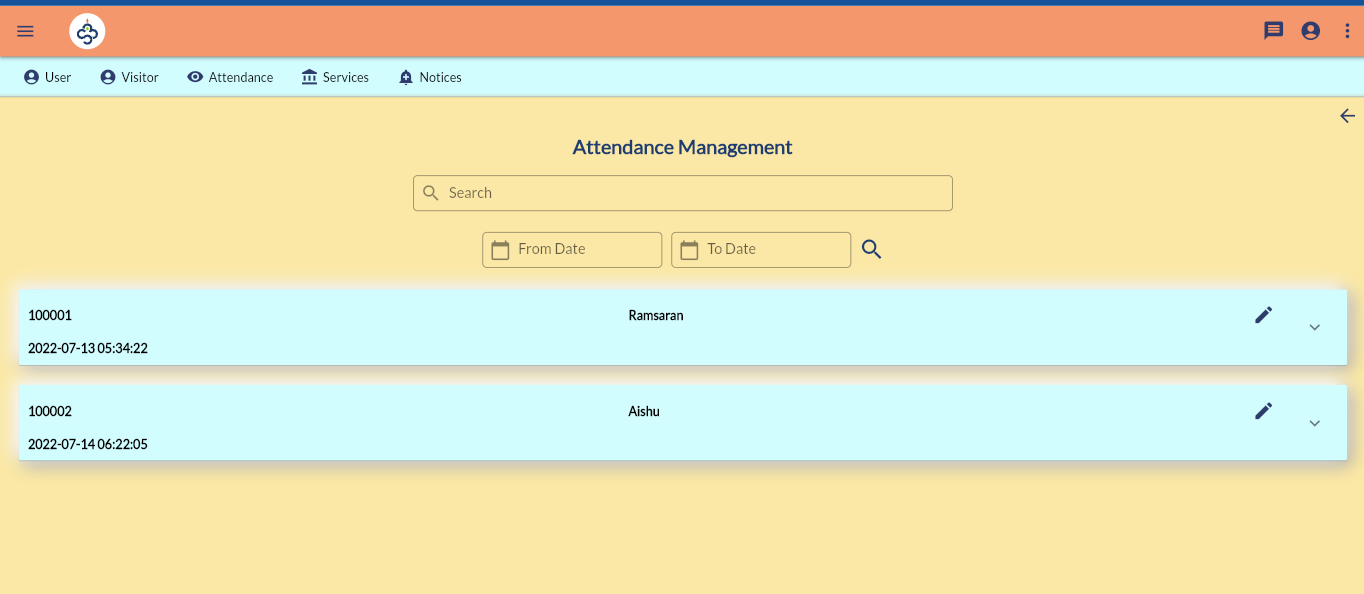 User Visitor Attendance Services Notices
Attendance Management
Search
From Date To Date
100001 Ramsaran
2022-07-13 05:34:22
100002 Aishu
2022-07-14 06:22:05